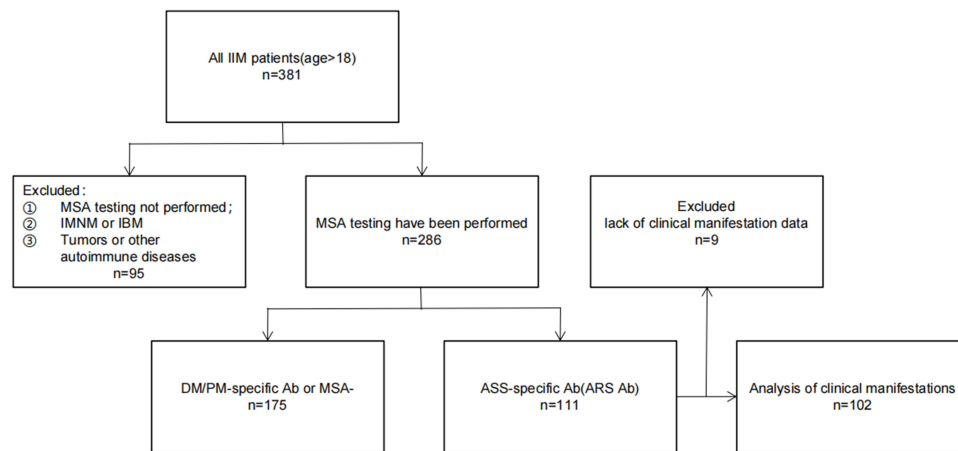 All IIM patients(age>18)
n=381
Excluded:
① MSA testing not performed;
② IMNM or IBM
③ Tumors or other
autoimmune diseases
n=95
MSA testing have been performed
n=286
Excluded
lack of clinical manifestation data
n=9
DM/PM-specific Ab or MSA-
n=175
ASS-specific Ab(ARS Ab)
n=111
Analysis of clinical manifestations
n=102